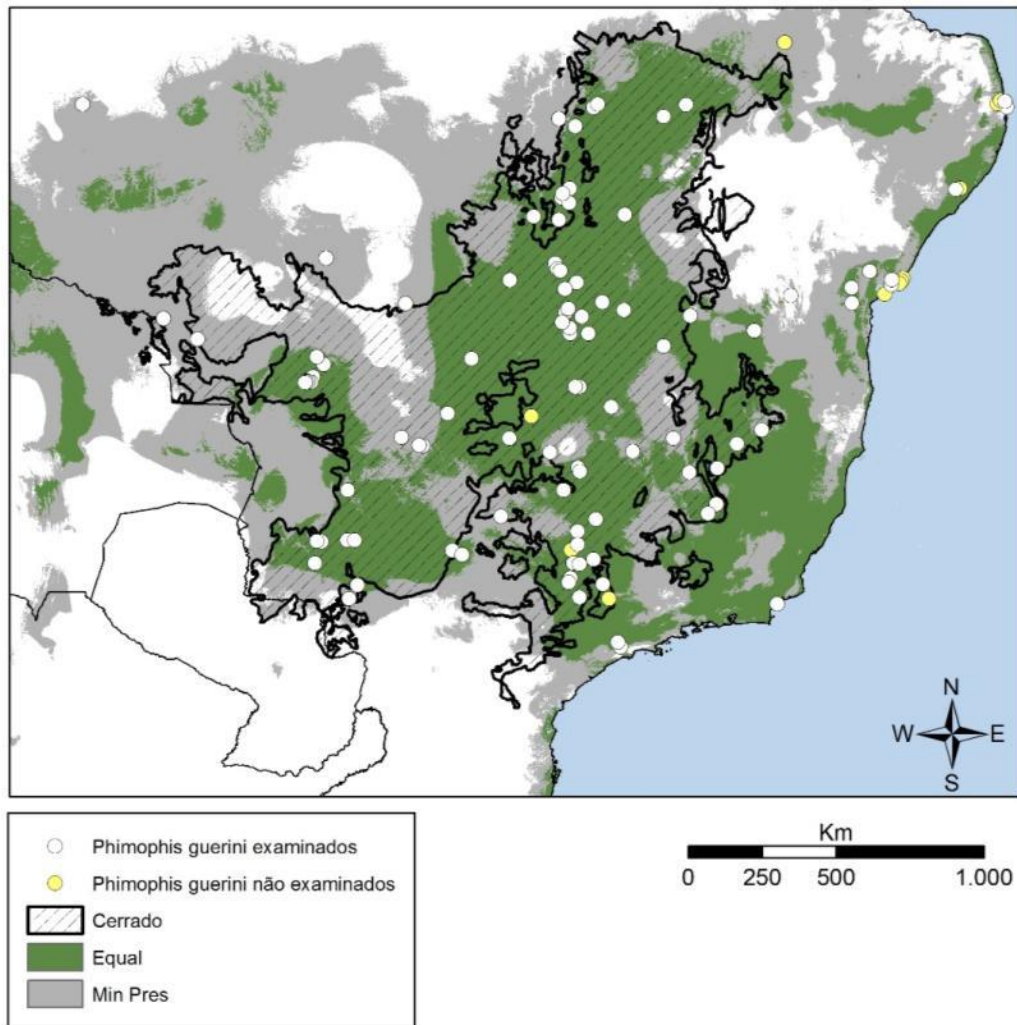 N
W E
S
Phimophis guerini examinados
Phimophis guerini não examinados
Cerrado
Equal
Min Pres
Km
0 250 500 1.000